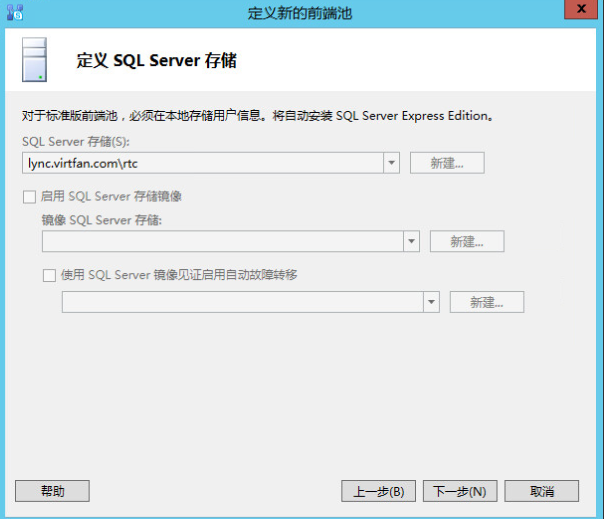 定义新的前端池
x
定义 SQL Server 存储
对于标准版前端池，必须在本地存储用户信息。将自动安装 SQL Server Express Edition。
SQL Server 存储(S):
lync.virtfan.com\rtc
新建...
启用 SQL Server 存储镜像
镜像 SQL Server 存储:
新建...
使用 SQL Server 镜像见证启用自动故障转移
新建...
帮助
上一步(B)
下一步(N)
取消